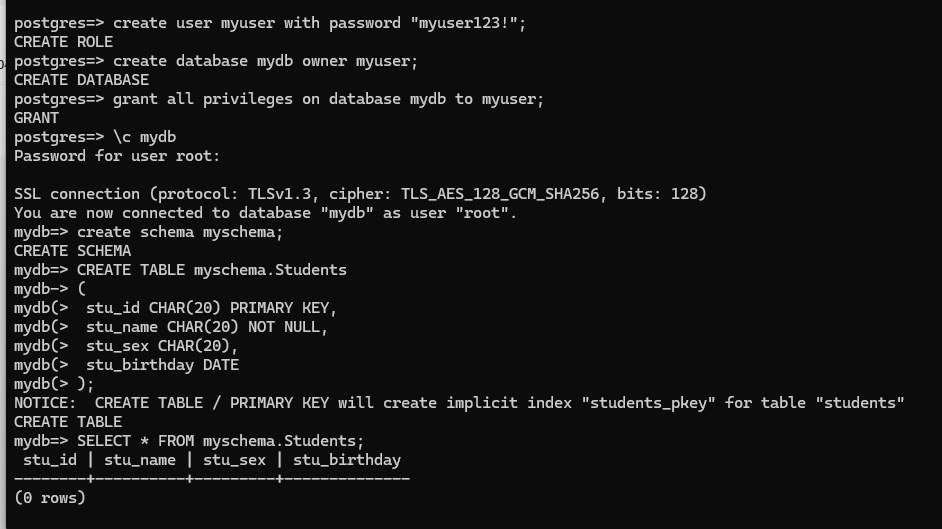 postgres=> create user myuser with password "myuser123!";
CREATE ROLE
postgres=> create database mydb owner myuser;
CREATE DATABASE
postgres=> grant all privileges on database mydb to myuser;
GRANT
postgres=> \c mydb
Password for user root:

SSL connection (protocol: TLSv1.3, cipher: TLS_AES_128_GCM_SHA256, bits: 128)
You are now connected to database "mydb" as user "root".
mydb=> create schema myschema;
CREATE SCHEMA
mydb=> CREATE TABLE myschema.Students
mydb-> (
mydb(>  stu_id CHAR(20) PRIMARY KEY,
mydb(>  stu_name CHAR(20) NOT NULL,
mydb(>  stu_sex CHAR(20),
mydb(>  stu_birthday DATE
mydb(> );
NOTICE:  CREATE TABLE / PRIMARY KEY will create implicit index "students_pkey" for table "students"
CREATE TABLE
mydb=> SELECT * FROM myschema.Students;
 stu_id | stu_name | stu_sex | stu_birthday
--------+----------+---------+--------------
(0 rows)